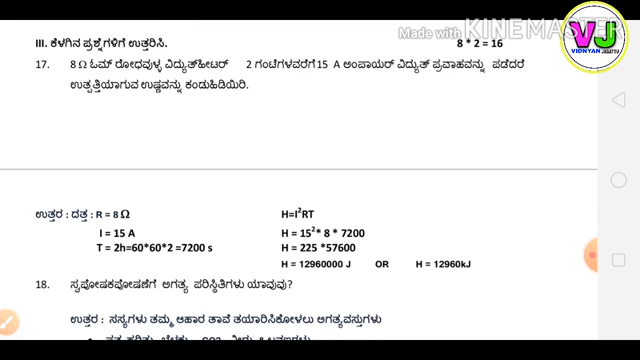 Made with KINEMASTER
VJ
VIDNYAN JAGATTU
III. ಕೆಳಗಿನ ಪ್ರಶ್ನೆಗಳಿಗೆ ಉತ್ತರಿಸಿ. 8 * 2 = 16
17. 8 Ω ಓಮ್ ರೋಧವುಳ್ಳ ವಿದ್ಯುತ್‌ಹೀಟರ್ 2 ಗಂಟೆಗಳವರೆಗೆ 15 A ಅಂಪಾಯರ್ ವಿದ್ಯುತ್ ಪ್ರವಾಹವನ್ನು ಪಡೆದರೆ
ಉತ್ಪತ್ತಿಯಾಗುವ ಉಷ್ಣವನ್ನು ಕಂಡುಹಿಡಿಯಿರಿ.
ಉತ್ತರ : ದತ್ತ : R = 8 Ω H=I²RT
I = 15 A H = 15²* 8 * 7200
T = 2h=60*60*2 =7200 s H = 225 *57600
H = 12960000 J OR H = 12960kJ
18. ಸ್ವಪೋಷಕಪೋಷಣೆಗೆ ಅಗತ್ಯ ಪರಿಸ್ಥಿತಿಗಳು ಯಾವುವು?
ಉತ್ತರ : ಸಸ್ಯಗಳು ತಮ್ಮ ಆಹಾರ ತಾವೆ ತಯಾರಿಸಿಕೋಳಲು ಅಗತ್ಯವಸ್ತುಗಳು